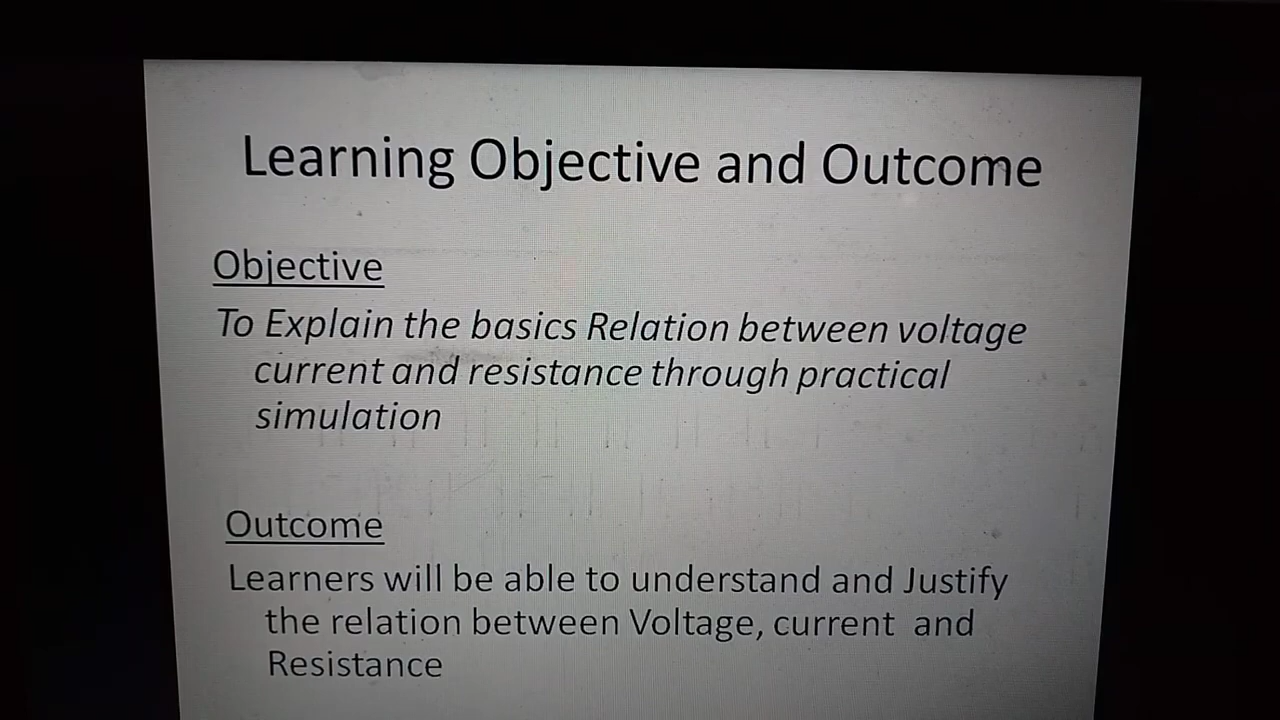 Learning Objective and Outcome
Objective
To Explain the basics Relation between voltage
current and resistance through practical
simulation
Outcome
Learners will be able to understand and Justify
the relation between Voltage, current and
Resistance